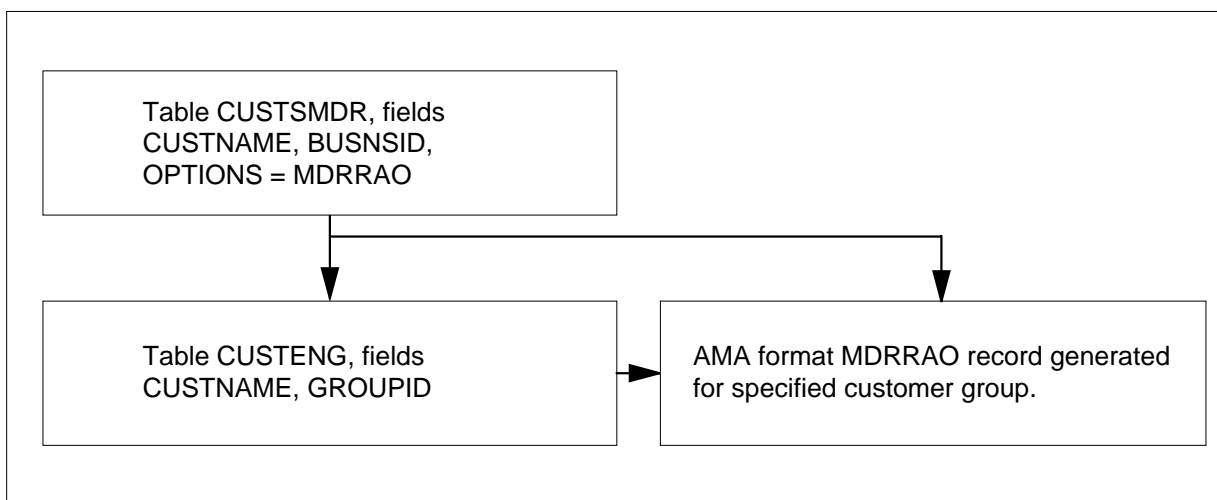 Table CUSTSMDR, fields
CUSTNAME, BUSNSID,
OPTIONS = MDRRAO
Table CUSTENG, fields
CUSTNAME, GROUPID
AMA format MDRRAO record generated
for specified customer group.